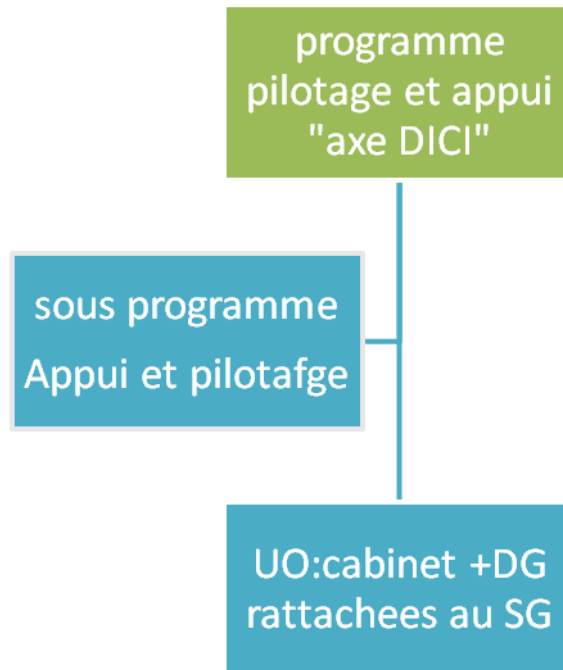 programme
pilotage et appui
"axe DICI"
sous programme
Appui et pilotafge
UO:cabinet +DG
rattachees au SG